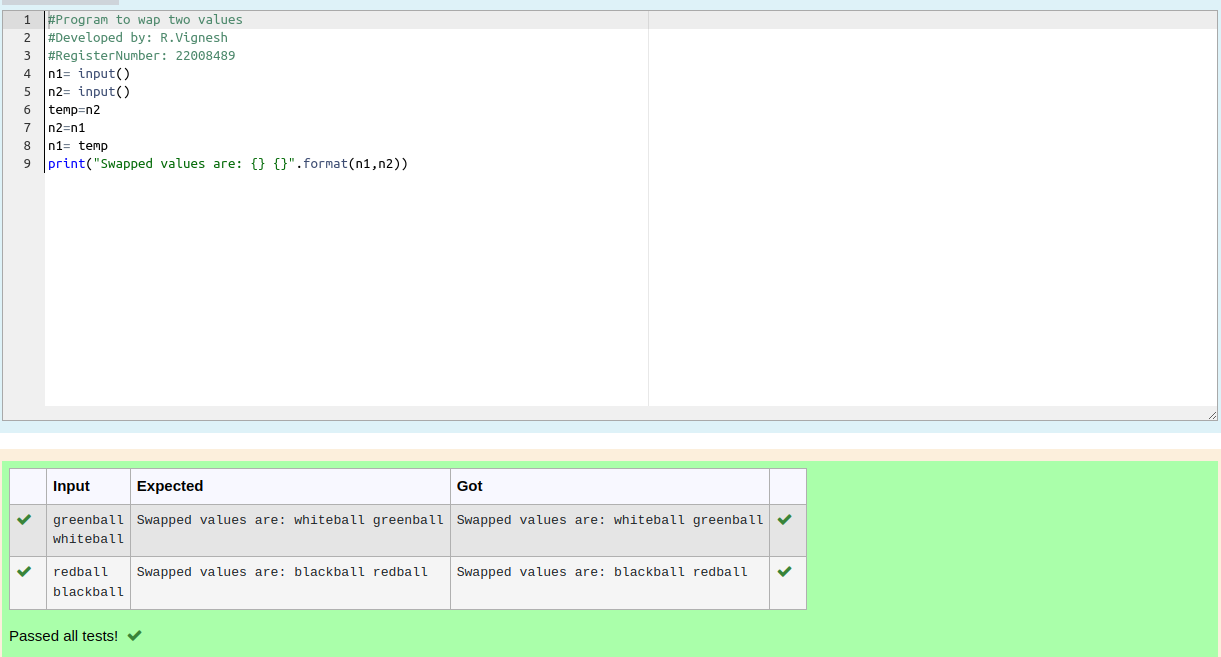 1 #Program to wap two values
2 #Developed by: R.Vignesh
3 #RegisterNumber: 22008489
4 n1= input()
5 n2= input()
6 temp=n2
7 n2=n1
8 n1= temp
9 print("Swapped values are: {} {}".format(n1,n2))
Input Expected Got
greenball Swapped values are: whiteball greenball Swapped values are: whiteball greenball
whiteball
redball Swapped values are: blackball redball Swapped values are: blackball redball
blackball
Passed all tests!